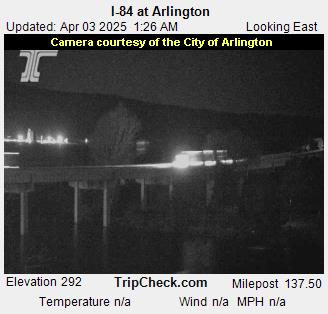 I-84 at Arlington
Updated: Apr 03 2025 1:26 AM Looking East
Camera courtesy of the City of Arlington
Elevation 292 TripCheck.com Milepost 137.50
Temperature n/a Wind n/a MPH n/a